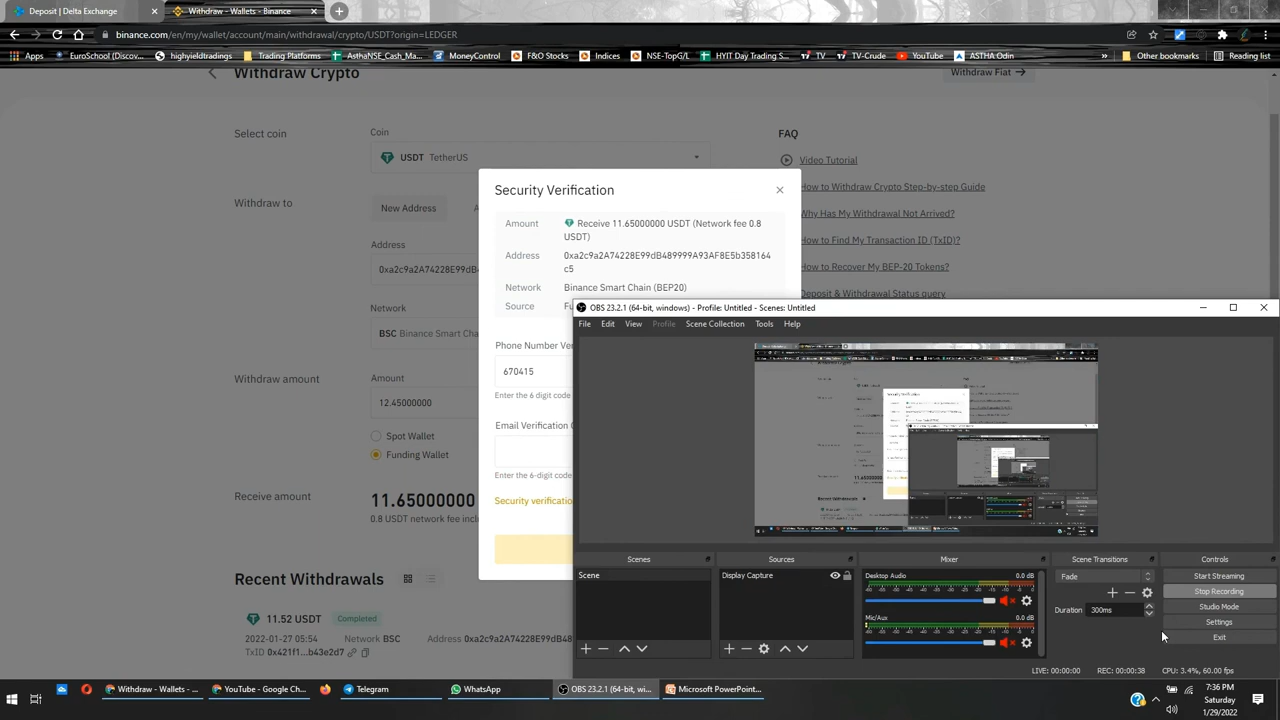 Deposit | Delta Exchange
Withdraw - Wallets - Binance
binance.com/en/my/wallet/account/main/withdrawal/crypto/USDT?origin=LEDGER
Apps
EuroSchool (Discov...
highyieldtrading
Trading Platforms
AsthaNSE_Cash_Ma...
MoneyControl
F&O Stocks
Indices
NSE-TopG/L
HYIT Day Trading S...
TV
TV-Crude
YouTube
ASTHA Odin
»
Other bookmarks
Reading list
Withdraw Crypto
Withdraw Fiat →
Select coin
Coin
USDT TetherUS
FAQ
Video Tutorial
How to Withdraw Crypto Step-by-step Guide
Why Has My Withdrawal Not Arrived?
How to Find My Transaction ID (TxID)?
How to Recover My BEP-20 Tokens?
Deposit & Withdrawal Status query
Withdraw to
New Address
Address
0xa2c9a2A74228E99dB4
Network
BSC Binance Smart Cha
Withdraw amount
Amount
12.45000000
Spot Wallet
Funding Wallet
Receive amount
11.65000000
0.8 USDT network fee inclu
Recent Withdrawals
11.52 USDT Completed
2022-01-27 05:54 Network BSC Address
TxID 0x421f1...b43e2d7
Security Verification
Amount
Receive 11.65000000 USDT (Network fee 0.8
USDT)
Address
0xa2c9a2A74228E99dB489999A93AF8E5b358164
c5
Network
Binance Smart Chain (BEP20)
Source
Fu
Phone Number Ver
670415
Enter the 6 digit code
Email Verification C
Enter the 6-digit code
Security verificatio
OBS 23.2.1 (64-bit, windows) - Profile: Untitled - Scenes: Untitled
File Edit View Profile Scene Collection Tools Help
Scenes
Sources
Mixer
Scene Transitions
Controls
Scene
Display Capture
Desktop Audio 0.0 dB
Mic/Aux 0.0 dB
Fade
Duration 300ms
Start Streaming
Stop Recording
Studio Mode
Settings
Exit
LIVE: 00:00:00 REC: 00:00:38 CPU: 3.4%, 60.00 fps
Withdraw - Wallets - ...
YouTube - Google Ch...
Telegram
WhatsApp
OBS 23.2.1 (64-bit, wi...
Microsoft PowerPoint...
7:36 PM
Saturday
1/29/2022